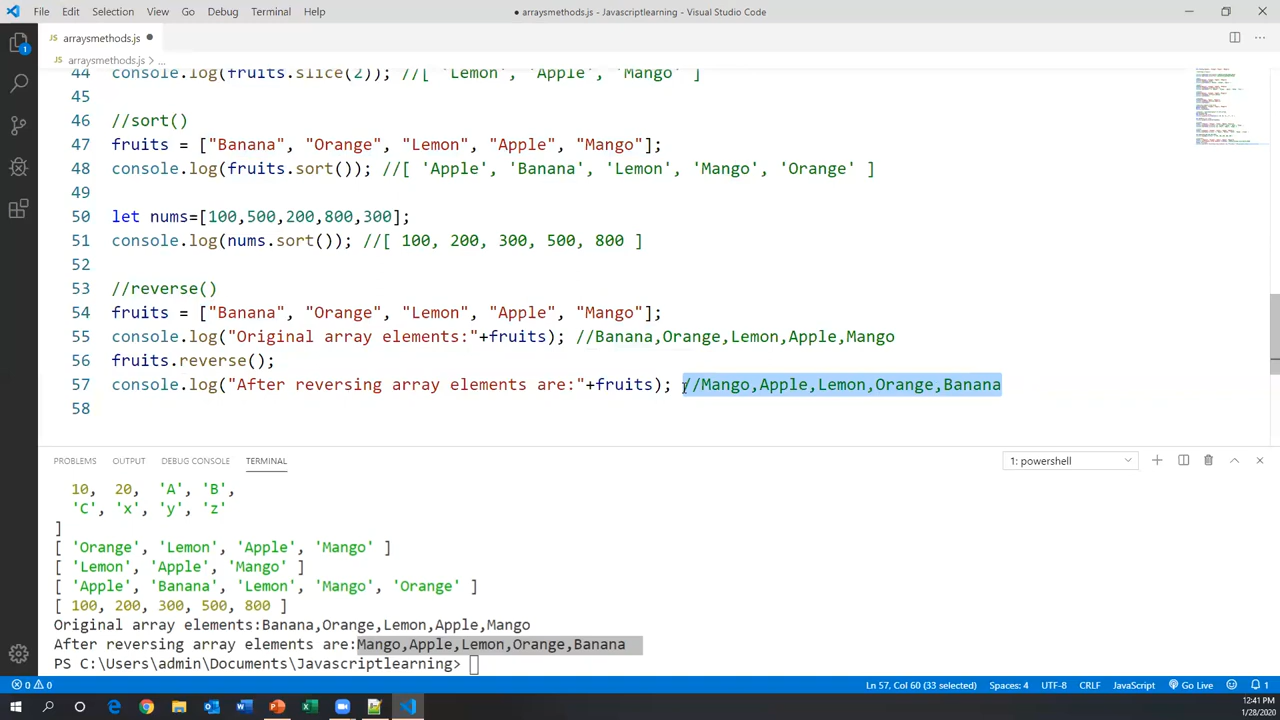 File Edit Selection View Go Debug Terminal Help
● arraysmethods.js - Javascriptlearning - Visual Studio Code
JS arraysmethods.js ●
JS arraysmethods.js > ...
44 console.log(fruits.slice(2)); //[ 'Lemon', 'Apple', 'Mango' ]
45
46 //sort()
47 fruits = ["Banana", "Orange", "Lemon", "Apple", "Mango"];
48 console.log(fruits.sort()); //[ 'Apple', 'Banana', 'Lemon', 'Mango', 'Orange' ]
49
50 let nums=[100,500,200,800,300];
51 console.log(nums.sort()); //[ 100, 200, 300, 500, 800 ]
52
53 //reverse()
54 fruits = ["Banana", "Orange", "Lemon", "Apple", "Mango"];
55 console.log("Original array elements:"+fruits); //Banana,Orange,Lemon,Apple,Mango
56 fruits.reverse();
57 console.log("After reversing array elements are:"+fruits); //Mango,Apple,Lemon,Orange,Banana
58
PROBLEMS OUTPUT DEBUG CONSOLE TERMINAL 1: powershell
10, 20, 'A', 'B',
'C', 'x', 'y', 'z'
]
[ 'Orange', 'Lemon', 'Apple', 'Mango' ]
[ 'Lemon', 'Apple', 'Mango' ]
[ 'Apple', 'Banana', 'Lemon', 'Mango', 'Orange' ]
[ 100, 200, 300, 500, 800 ]
Original array elements:Banana,Orange,Lemon,Apple,Mango
After reversing array elements are:Mango,Apple,Lemon,Orange,Banana
PS C:\Users\admin\Documents\Javascriptlearning>
0 0 Ln 57, Col 60 (33 selected) Spaces: 4 UTF-8 CRLF JavaScript Go Live 1
12:41 PM
1/28/2020